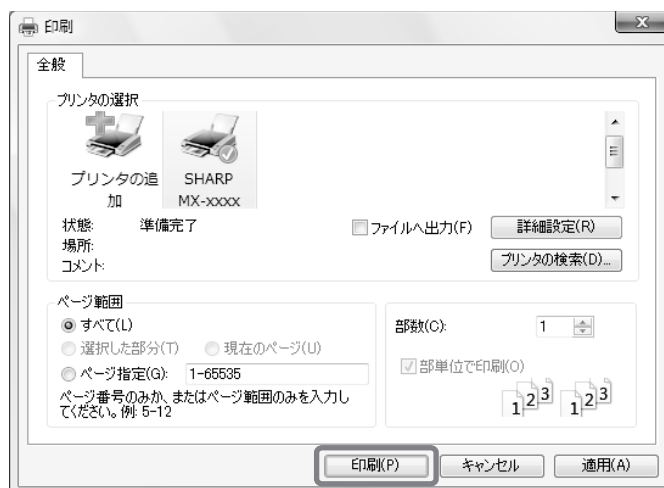 印刷
全般
プリンタの選択
プリンタの追
加
SHARP
MX-xxxx
状態: 準備完了
場所:
コメント:
ファイルへ出力(F)
詳細設定(R)
プリンタの検索(D)...
ページ範囲
すべて(L)
選択した部分(T) 現在のページ(U)
ページ指定(G): 1-65535
ページ番号のみか、またはページ範囲のみを入力し
てください。例: 5-12
部数(C): 1
部単位で印刷(O)
1 2 3 1 2 3
印刷(P) キャンセル 適用(A)